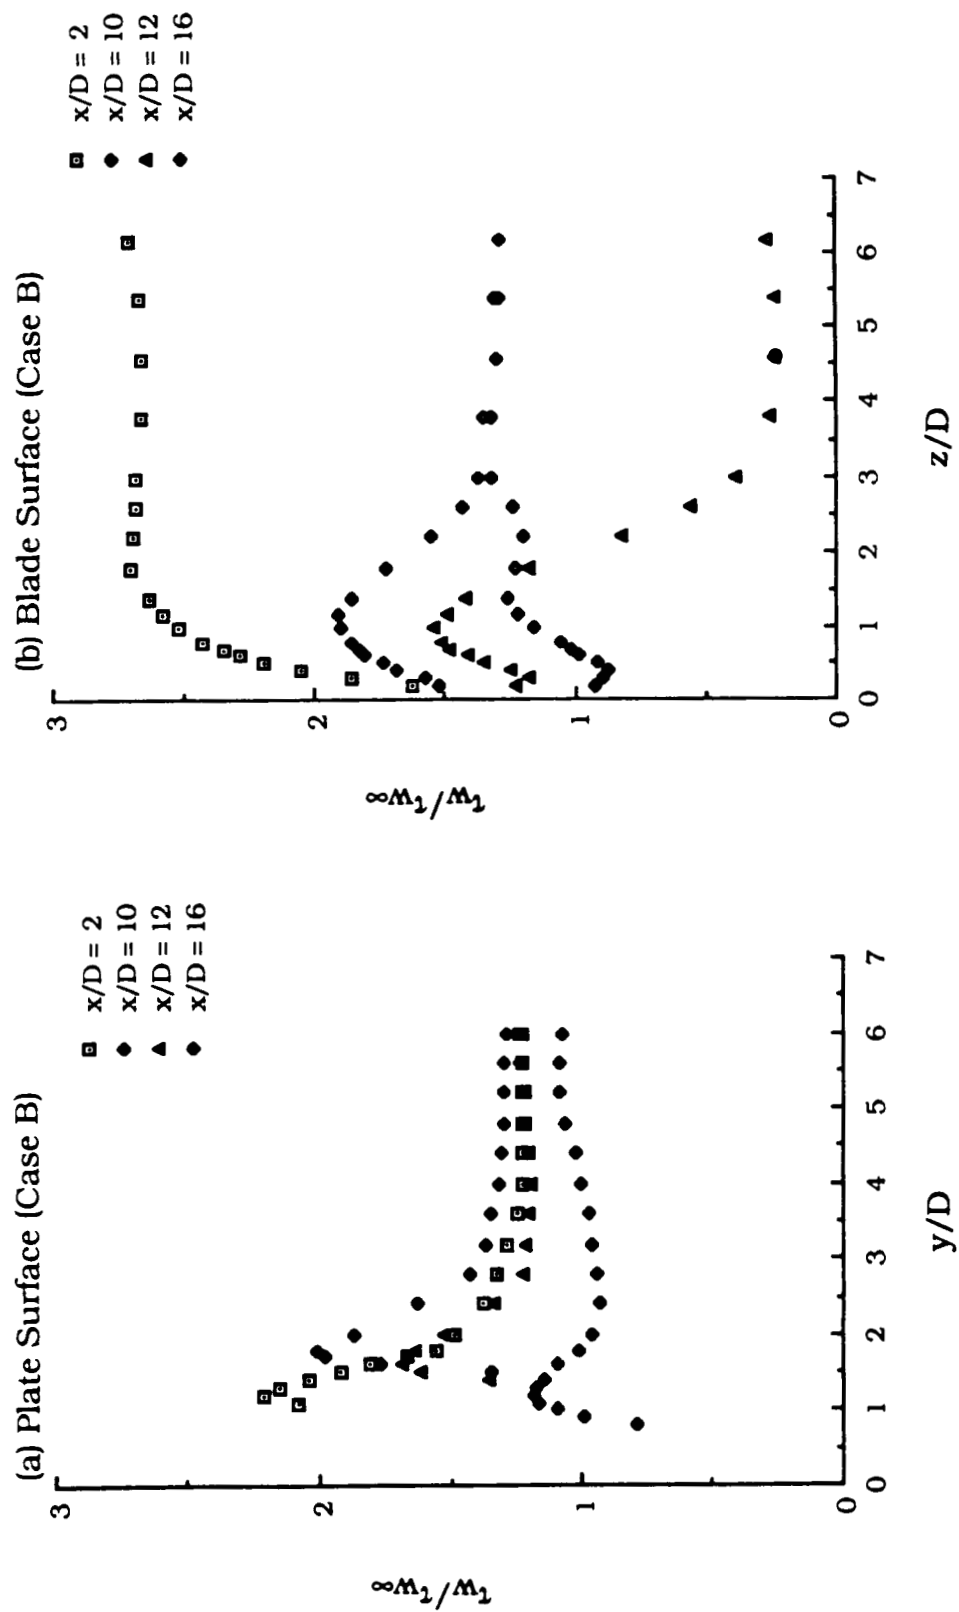 (a) Plate Surface (Case B)
x/D = 2
x/D = 10
x/D = 12
x/D = 16
3
2
1
0
τw/τw∞
0 1 2 3 4 5 6 7
y/D
(b) Blade Surface (Case B)
x/D = 2
x/D = 10
x/D = 12
x/D = 16
3
2
1
0
τw/τw∞
0 1 2 3 4 5 6 7
z/D